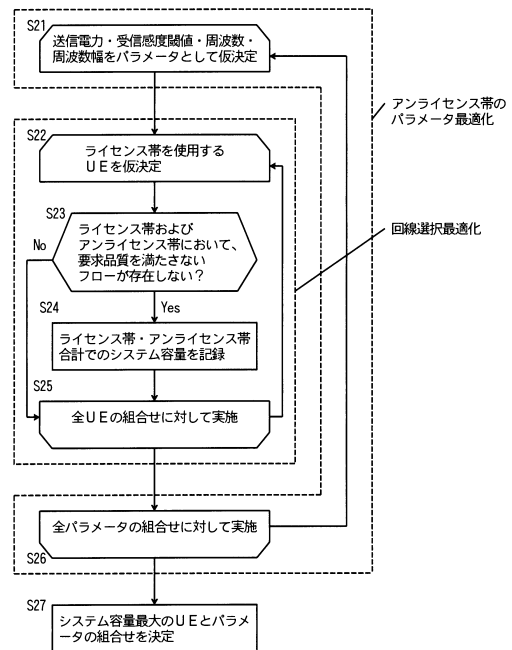 S21
送信電力・受信感度閾値・周波数・
周波数幅をパラメータとして仮決定
アンライセンス帯の
パラメータ最適化
S22
ライセンス帯を使用する
ＵＥを仮決定
回線選択最適化
S23
ライセンス帯および
アンライセンス帯において、
要求品質を満たさない
フローが存在しない？
No
Yes
S24
ライセンス帯・アンライセンス帯
合計でのシステム容量を記録
S25
全ＵＥの組合せに対して実施
全パラメータの組合せに対して実施
S26
S27
システム容量最大のＵＥとパラメ
ータの組合せを決定